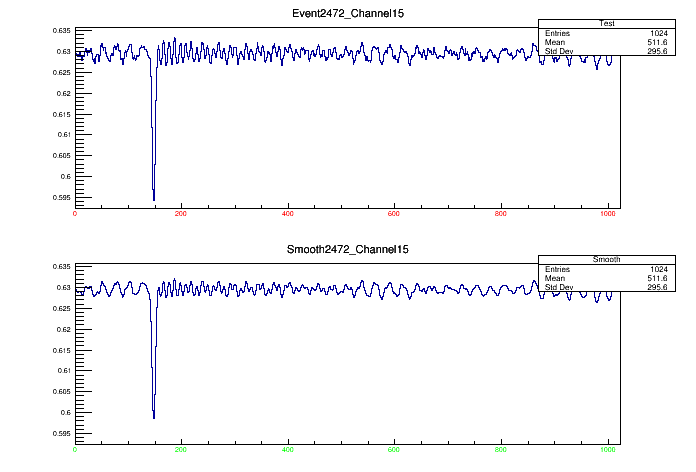 Event2472_Channel15
Test
Entries 1024
Mean 511.6
Std Dev 295.6
0.635
0.63
0.625
0.62
0.615
0.61
0.605
0.6
0.595
0 200 400 600 800 1000
Smooth2472_Channel15
Smooth
Entries 1024
Mean 511.6
Std Dev 295.6
0.635
0.63
0.625
0.62
0.615
0.61
0.605
0.6
0.595
0 200 400 600 800 1000